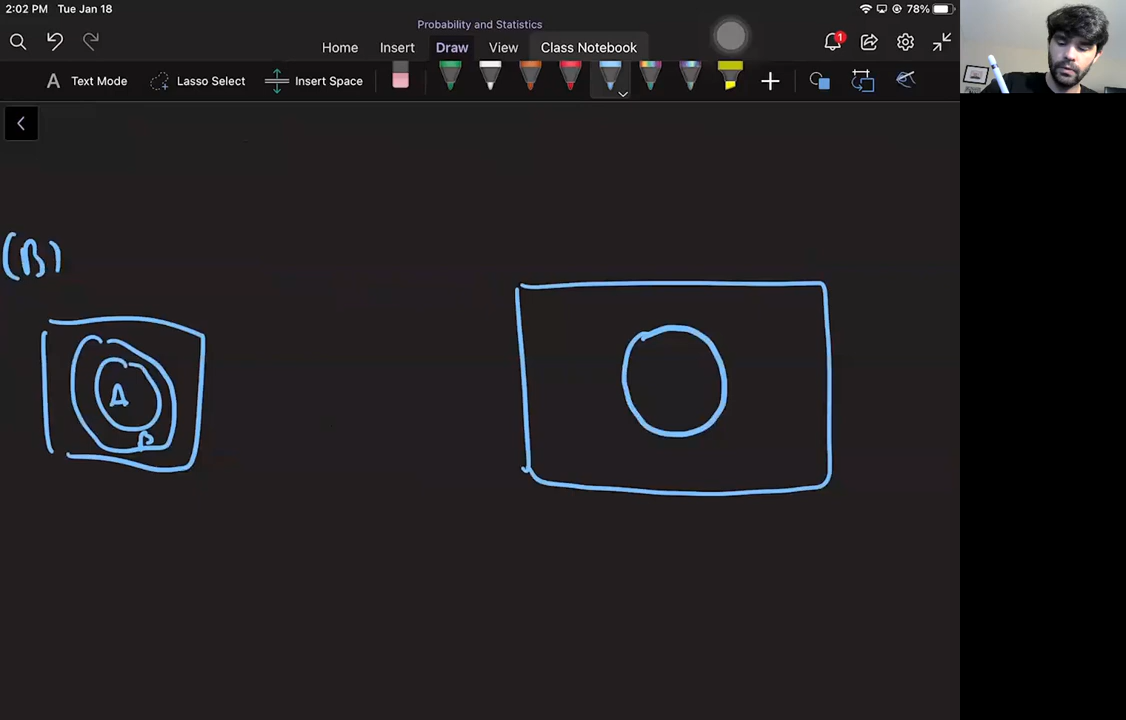 2:02 PM Tue Jan 18
78%
Probability and Statistics
Home Insert Draw View Class Notebook
1
A Text Mode Lasso Select Insert Space
(B)
A
B